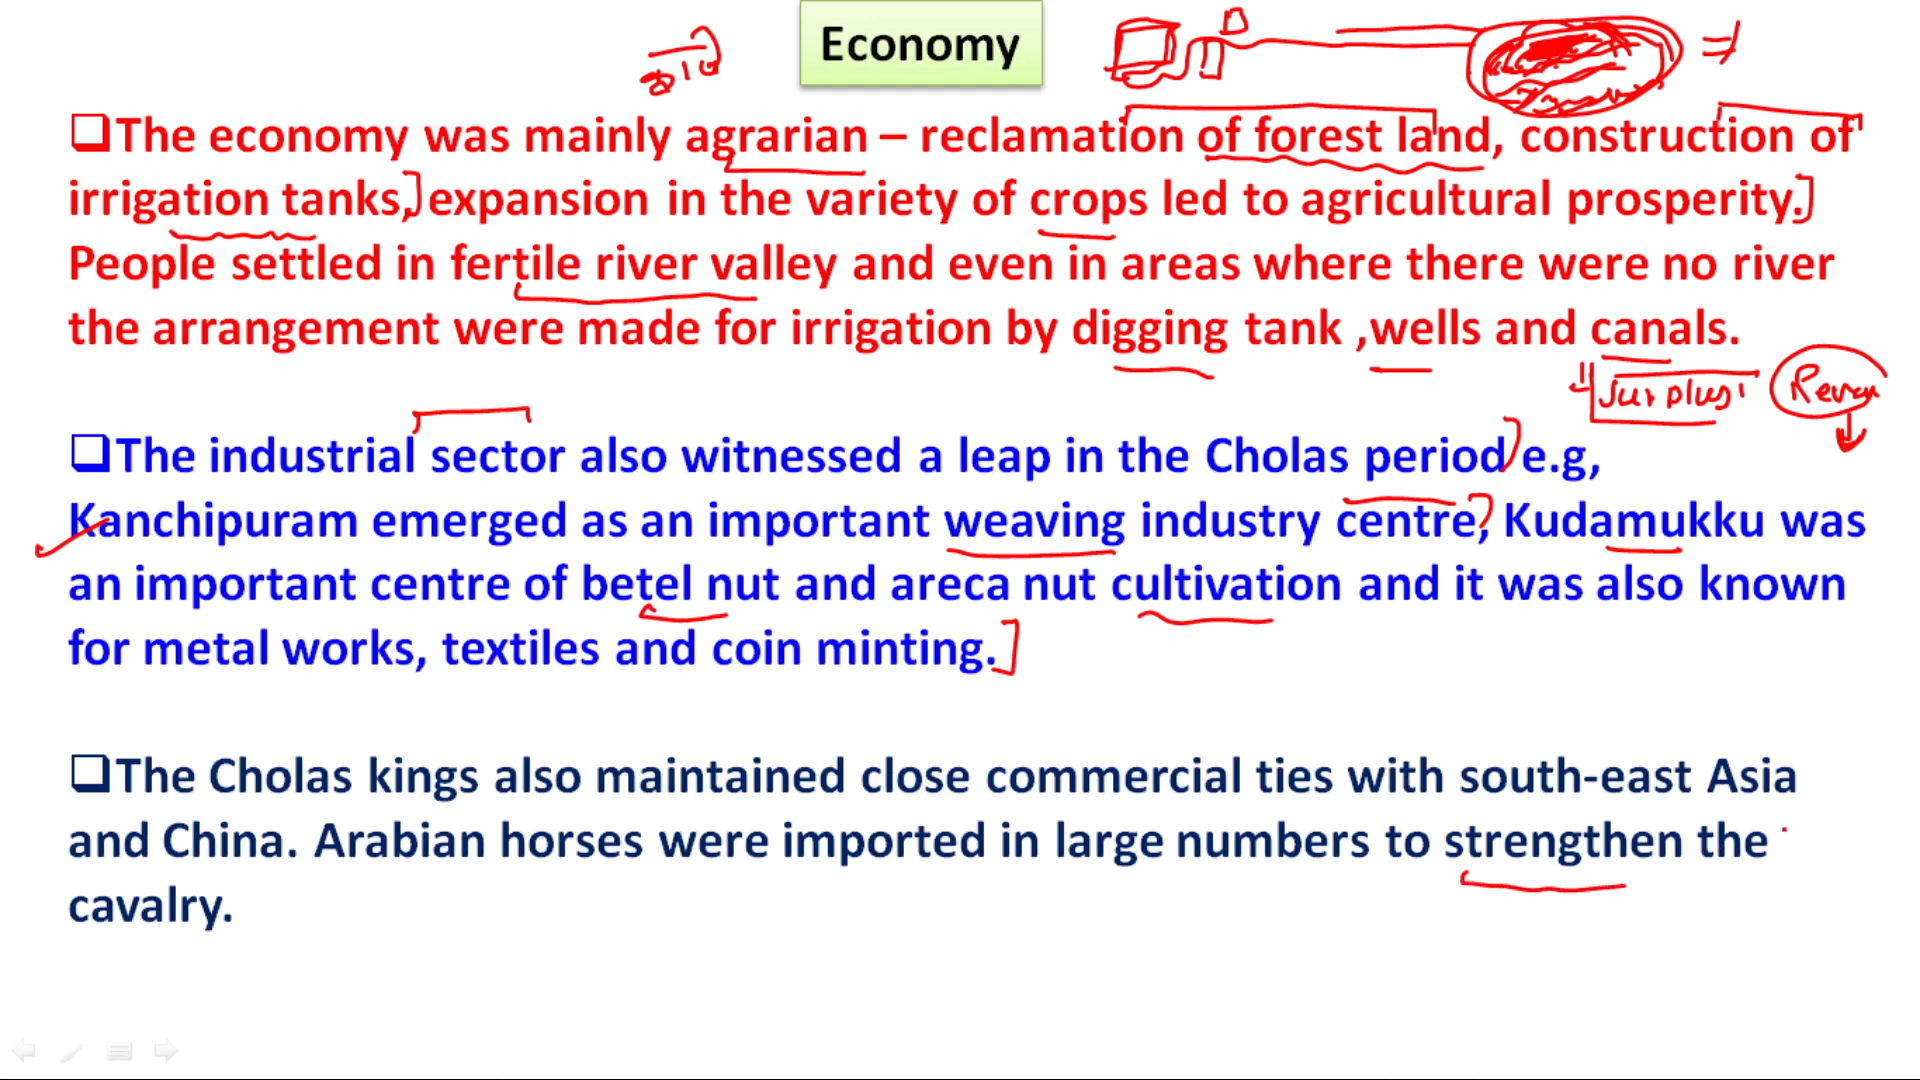 Economy
❑The economy was mainly agrarian – reclamation of forest land, construction of
irrigation tanks, expansion in the variety of crops led to agricultural prosperity.
People settled in fertile river valley and even in areas where there were no river
the arrangement were made for irrigation by digging tank ,wells and canals.
Surplus
❑The industrial sector also witnessed a leap in the Cholas period e.g,
Kanchipuram emerged as an important weaving industry centre, Kudamukku was
an important centre of betel nut and areca nut cultivation and it was also known
for metal works, textiles and coin minting.
❑The Cholas kings also maintained close commercial ties with south-east Asia
and China. Arabian horses were imported in large numbers to strengthen the
cavalry.